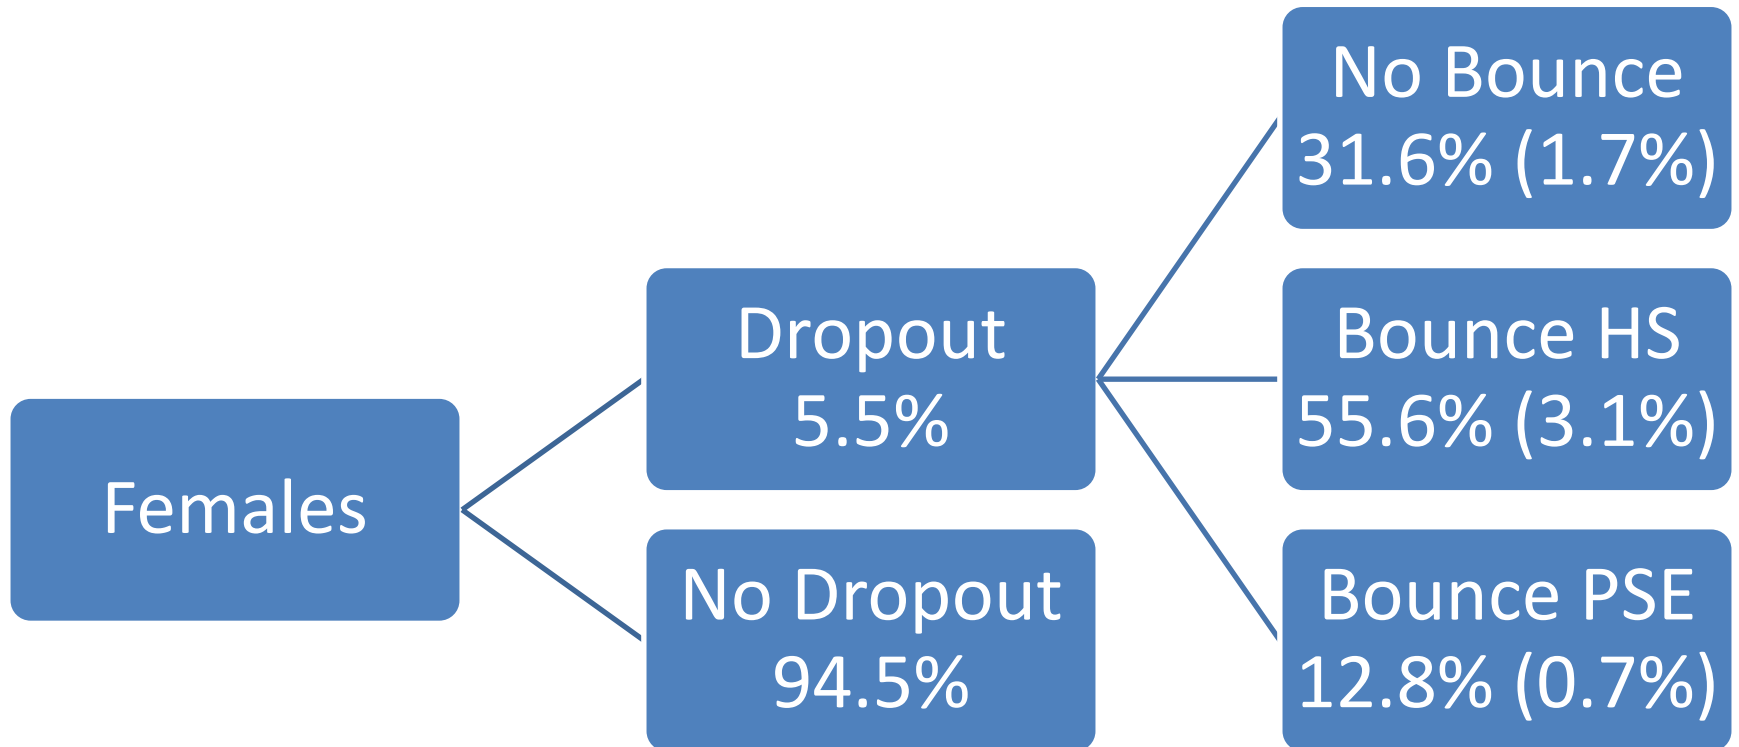 Females
Dropout
5.5%
No Dropout
94.5%
No Bounce
31.6% (1.7%)
Bounce HS
55.6% (3.1%)
Bounce PSE
12.8% (0.7%)